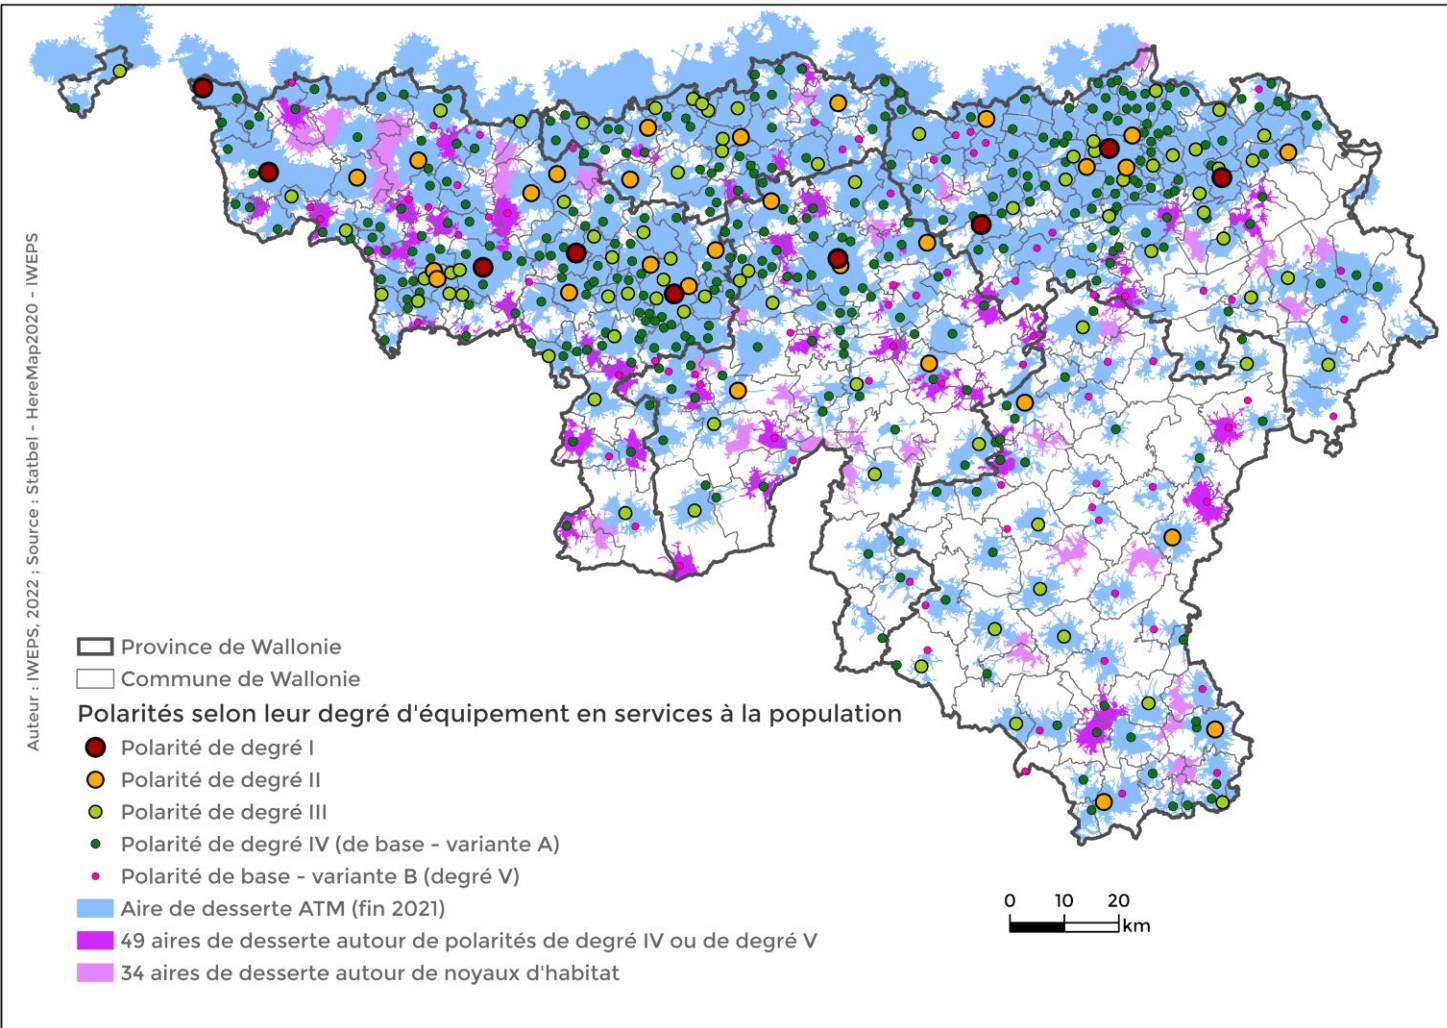 Auteur : IWEPS, 2022 ; Source : Statbel - HereMap2020 - IWEPS
Province de Wallonie
Commune de Wallonie
Polarités selon leur degré d'équipement en services à la population
Polarité de degré I
Polarité de degré II
Polarité de degré III
Polarité de degré IV (de base - variante A)
Polarité de base - variante B (degré V)
Aire de desserte ATM (fin 2021)
49 aires de desserte autour de polarités de degré IV ou de degré V
34 aires de desserte autour de noyaux d'habitat
0 10 20
km